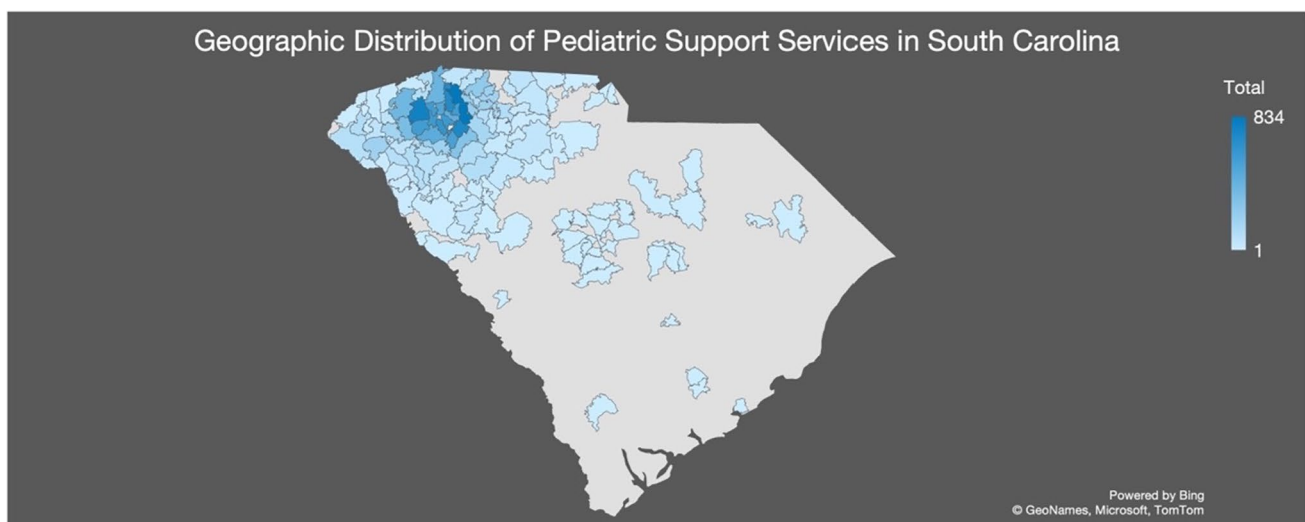 Geographic Distribution of Pediatric Support Services in South Carolina
Total
834
1
Powered by Bing
© GeoNames, Microsoft, TomTom